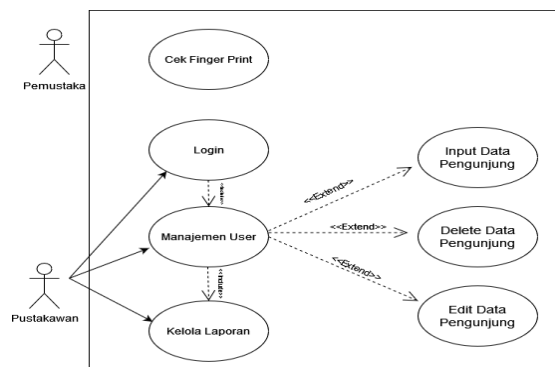 Pemustaka
Cek Finger Print
Login
Manajemen User
Kelola Laporan
Pustakawan
<<Extend>>
Input Data
Pengunjung
<<Extend>>
Delete Data
Pengunjung
<<Extend>>
Edit Data
Pengunjung